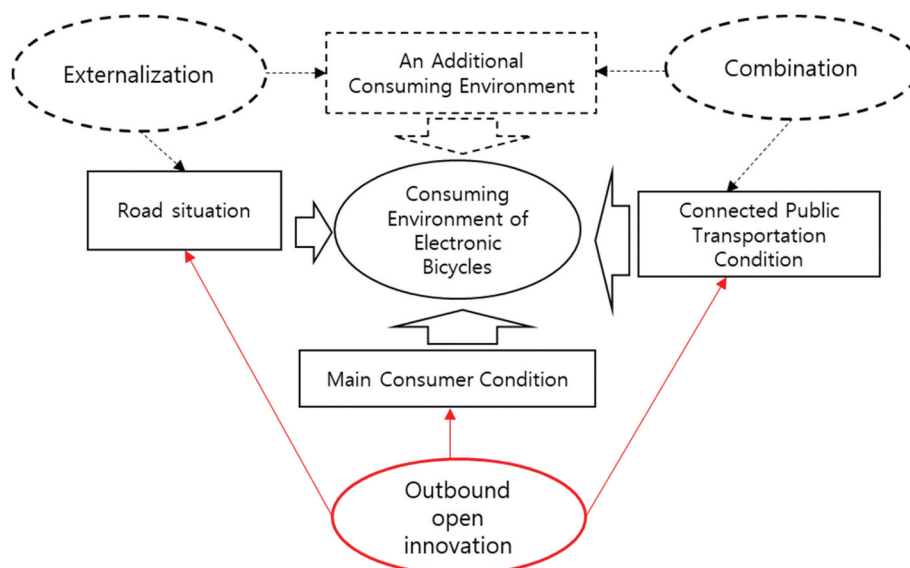 Externalization
An Additional
Consuming Environment
Combination
Road situation
Consuming
Environment of
Electronic
Bicycles
Connected Public
Transportation
Condition
Main Consumer Condition
Outbound
open
innovation